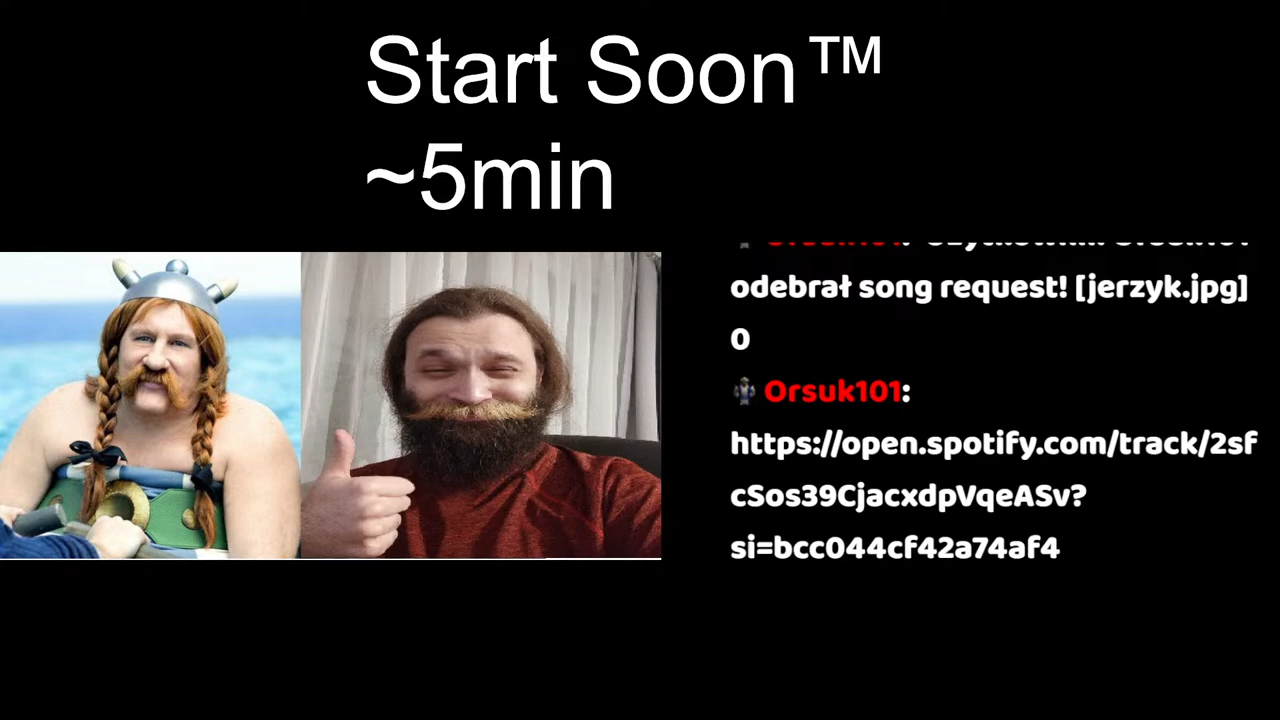 Start Soon™
~5min
odebrał song request! [jerzyk.jpg]
0
Orsuk101:
https://open.spotify.com/track/2sf
cSos39CjacxdpVqeASv?
si=bcc044cf42a74af4